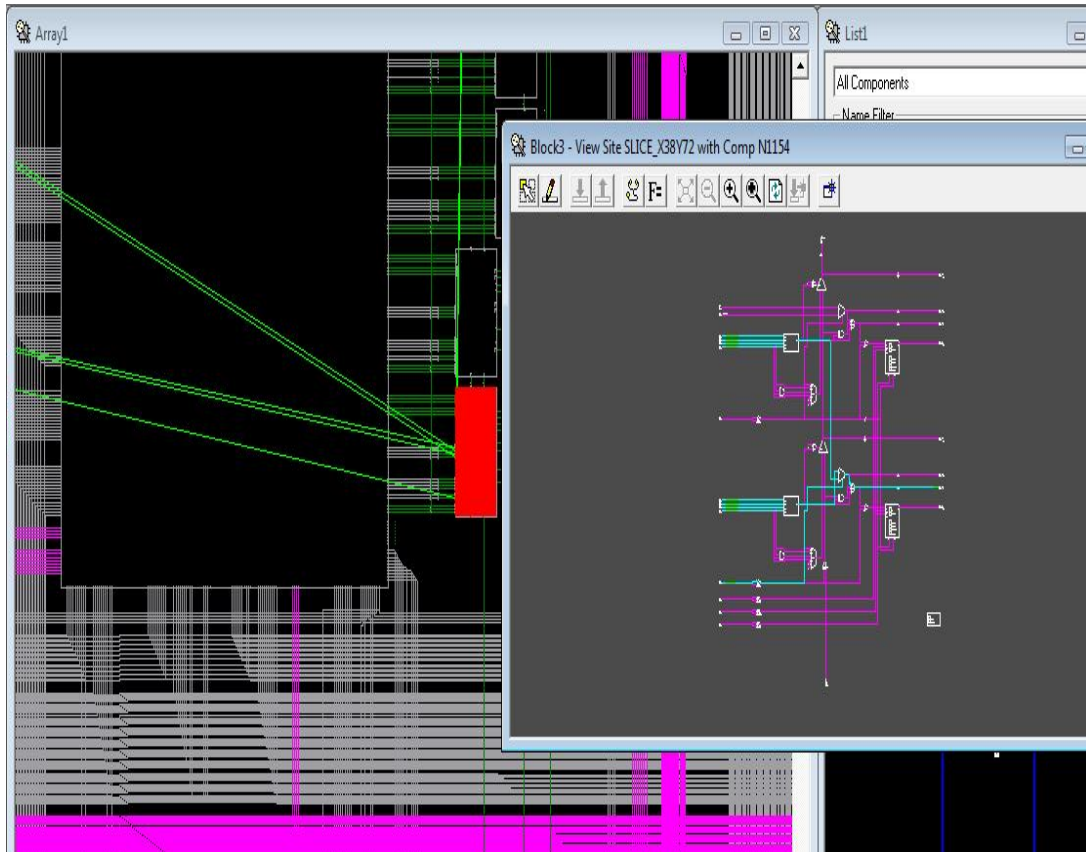 Array1
List1
All Components
Name Filter
Block3 - View Site SLICE_X38Y72 with Comp N1154
F=